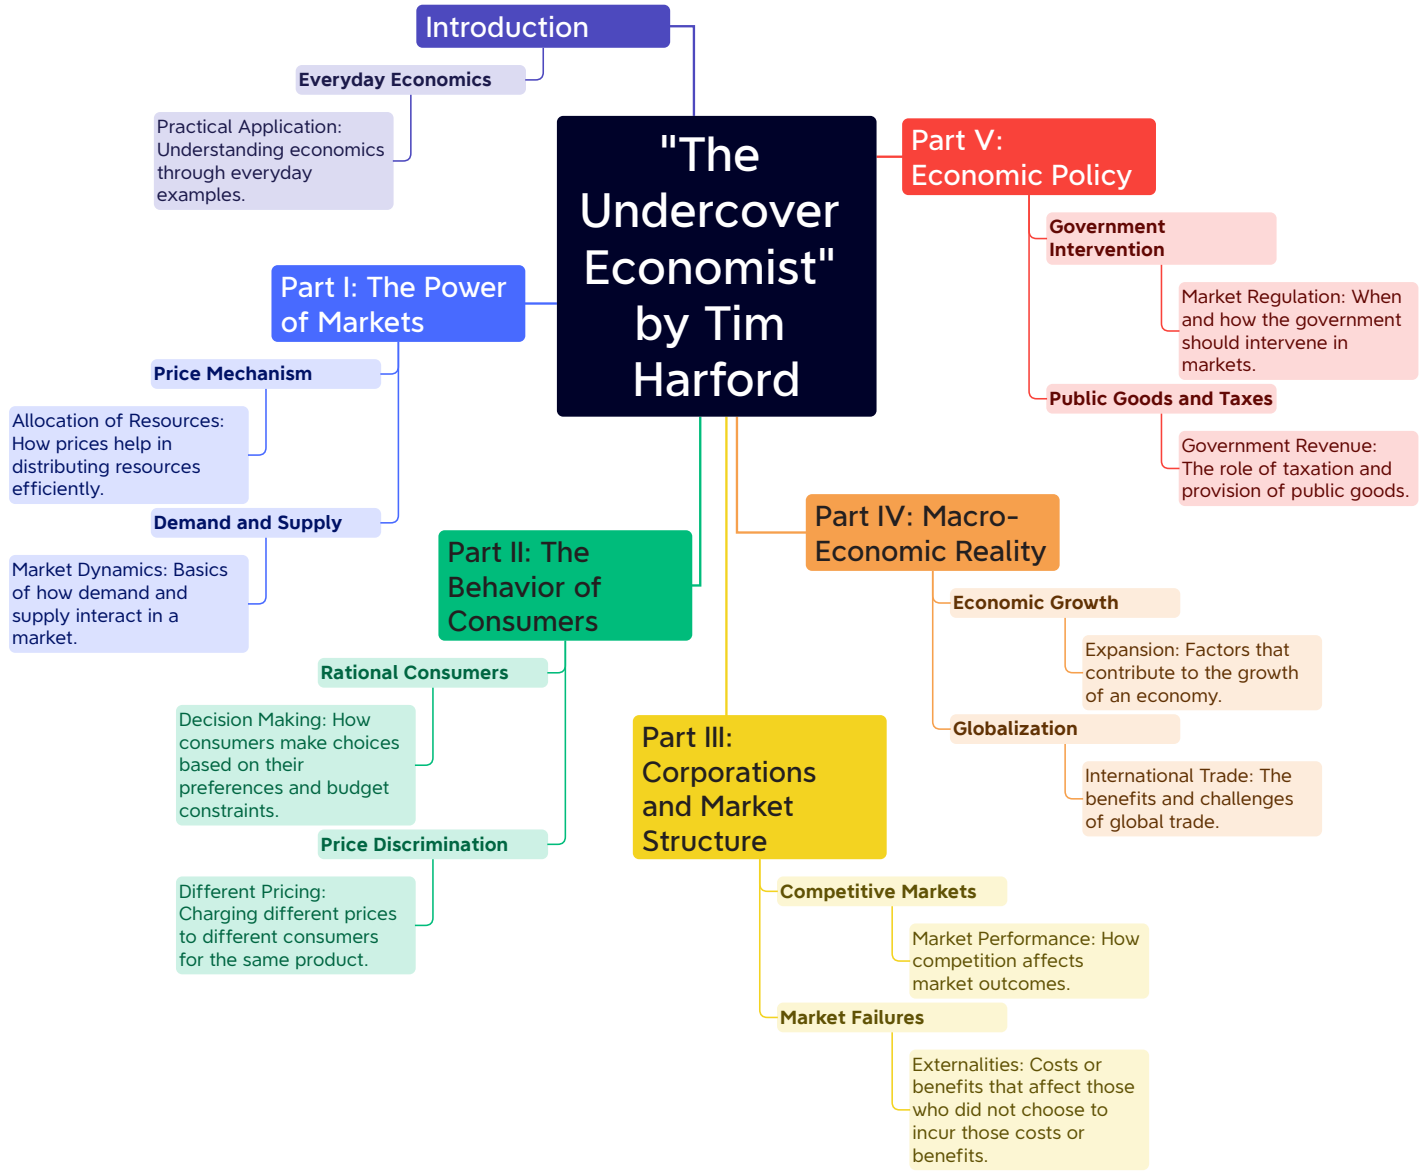 "The
Undercover
Economist"
by Tim
Harford
Introduction
Everyday Economics
Practical Application:
Understanding economics
through everyday
examples.
Part I: The Power
of Markets
Price Mechanism
Allocation of Resources:
How prices help in
distributing resources
efficiently.
Demand and Supply
Market Dynamics: Basics
of how demand and
supply interact in a
market.
Part II: The
Behavior of
Consumers
Rational Consumers
Decision Making: How
consumers make choices
based on their
preferences and budget
constraints.
Price Discrimination
Different Pricing:
Charging different prices
to different consumers
for the same product.
Part III:
Corporations
and Market
Structure
Competitive Markets
Market Performance: How
competition affects
market outcomes.
Market Failures
Externalities: Costs or
benefits that affect those
who did not choose to
incur those costs or
benefits.
Part IV: Macro-
Economic Reality
Economic Growth
Expansion: Factors that
contribute to the growth
of an economy.
Globalization
International Trade: The
benefits and challenges
of global trade.
Part V:
Economic Policy
Government
Intervention
Market Regulation: When
and how the government
should intervene in
markets.
Public Goods and Taxes
Government Revenue:
The role of taxation and
provision of public goods.